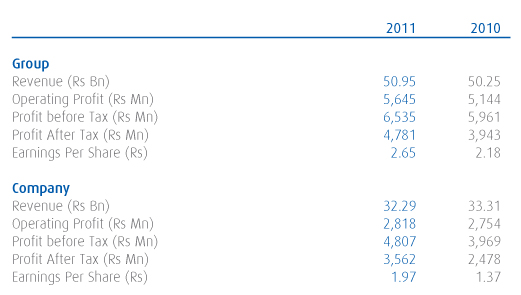 2011 2010
Group
Revenue (Rs Bn) 50.95 50.25
Operating Profit (Rs Mn) 5,645 5,144
Profit before Tax (Rs Mn) 6,535 5,961
Profit After Tax (Rs Mn) 4,781 3,943
Earnings Per Share (Rs) 2.65 2.18
Company
Revenue (Rs Bn) 32.29 33.31
Operating Profit (Rs Mn) 2,818 2,754
Profit before Tax (Rs Mn) 4,807 3,969
Profit After Tax (Rs Mn) 3,562 2,478
Earnings Per Share (Rs) 1.97 1.37